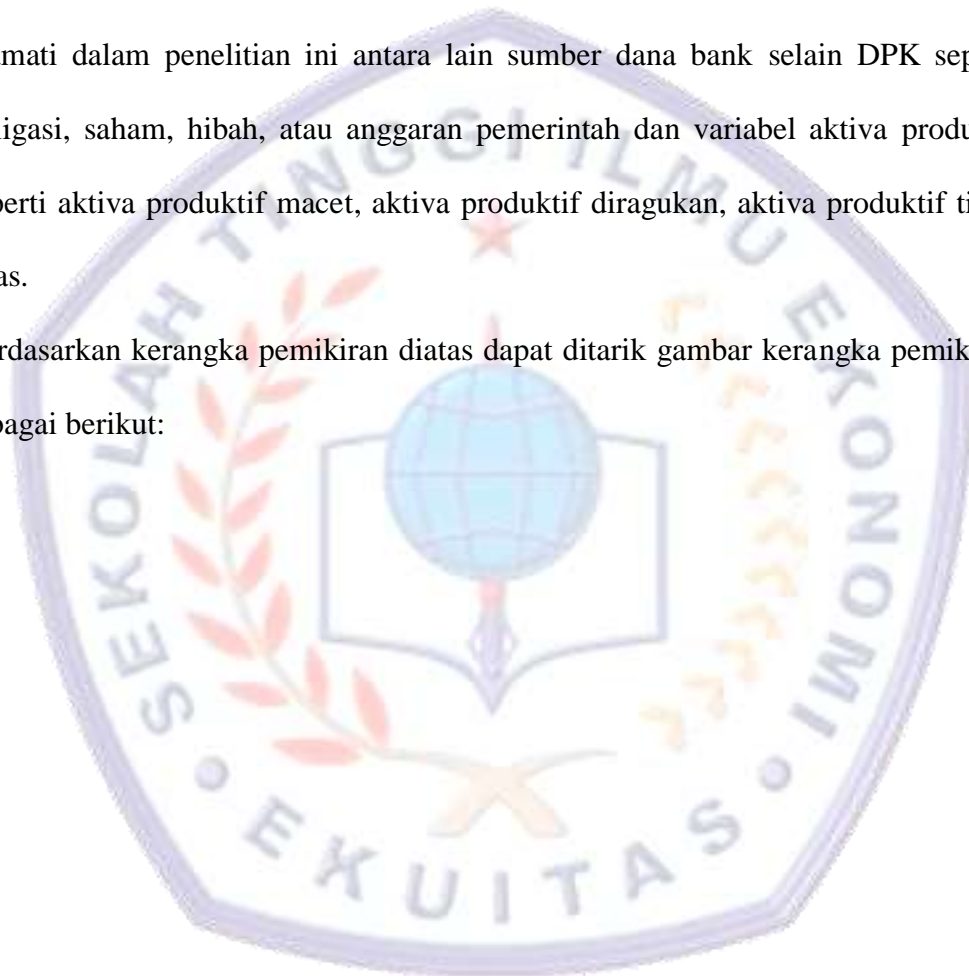 mati dalam penelitian ini antara lain sumber dana bank selain DPK sep
ligasi, saham, hibah, atau anggaran pemerintah dan variabel aktiva produ
perti aktiva produktif macet, aktiva produktif diragukan, aktiva produktif ti
as.
rdasarkan kerangka pemikiran diatas dapat ditarik gambar kerangka pemik
bagai berikut:
SEKOLAH TINGGI ILMU EKONOMI
EKUITAS